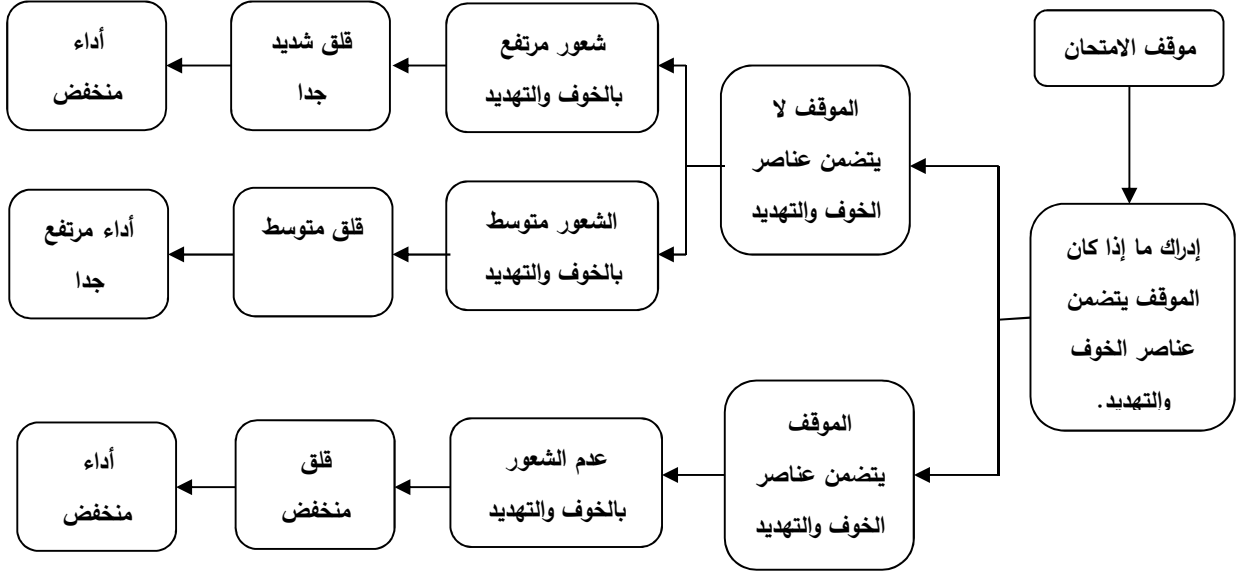 موقف الامتحان
إدراك ما إذا كان
الموقف يتضمن
عناصر الخوف
والتهديد.
الموقف لا
يتضمن عناصر
الخوف والتهديد
شعور مرتفع
بالخوف والتهديد
قلق شديد
جدا
أداء
منخفض
الشعور متوسط
بالخوف والتهديد
قلق متوسط
أداء مرتفع
جدا
الموقف
يتضمن عناصر
الخوف والتهديد
عدم الشعور
بالخوف والتهديد
قلق
منخفض
أداء
منخفض